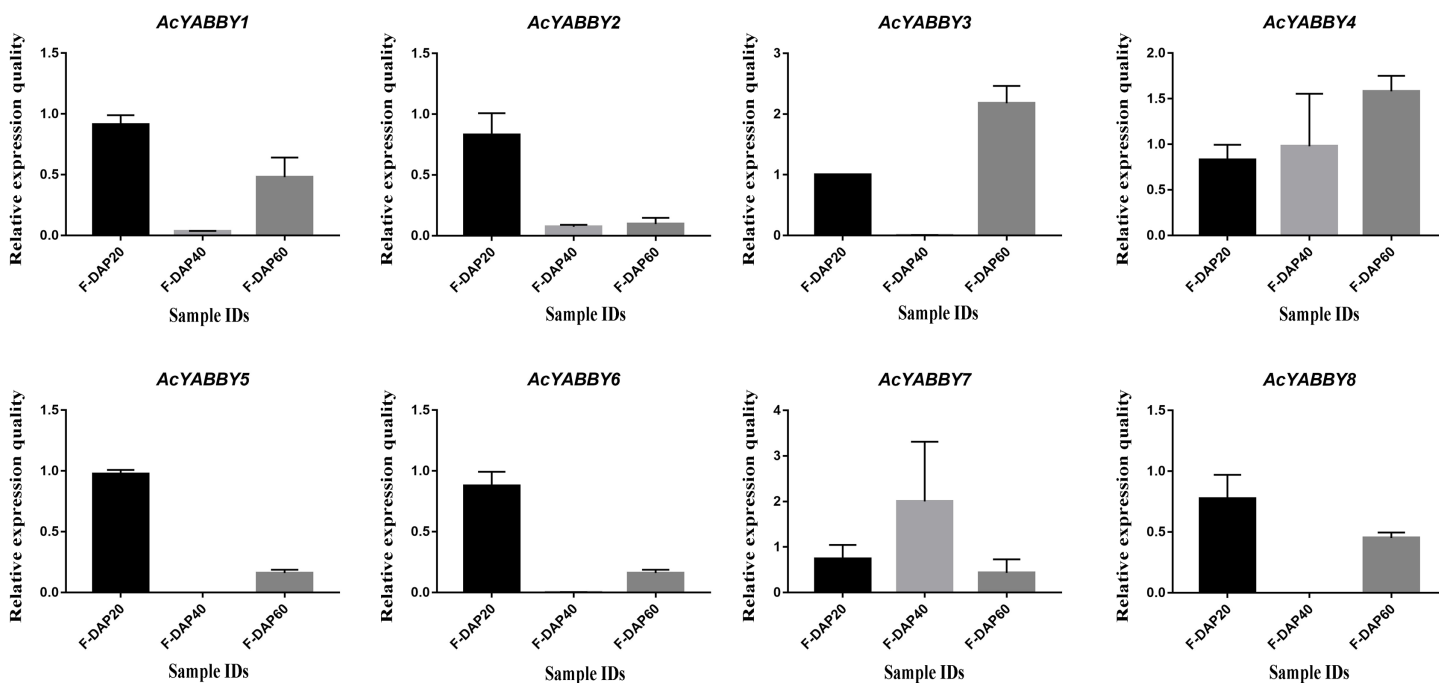 AcYABBY1
Relative expression quality
1.5
1.0
0.5
0.0
F-DAP20
F-DAP40
F-DAP60
Sample IDs
AcYABBY2
Relative expression quality
1.5
1.0
0.5
0.0
F-DAP20
F-DAP40
F-DAP60
Sample IDs
AcYABBY3
Relative expression quality
3
2
1
0
F-DAP20
F-DAP40
F-DAP60
Sample IDs
AcYABBY4
Relative expression quality
2.0
1.5
1.0
0.5
0.0
F-DAP20
F-DAP40
F-DAP60
Sample IDs
AcYABBY5
Relative expression quality
1.5
1.0
0.5
0.0
F-DAP20
F-DAP40
F-DAP60
Sample IDs
AcYABBY6
Relative expression quality
1.5
1.0
0.5
0.0
F-DAP20
F-DAP40
F-DAP60
Sample IDs
AcYABBY7
Relative expression quality
4
3
2
1
0
F-DAP20
F-DAP40
F-DAP60
Sample IDs
AcYABBY8
Relative expression quality
1.5
1.0
0.5
0.0
F-DAP20
F-DAP40
F-DAP60
Sample IDs